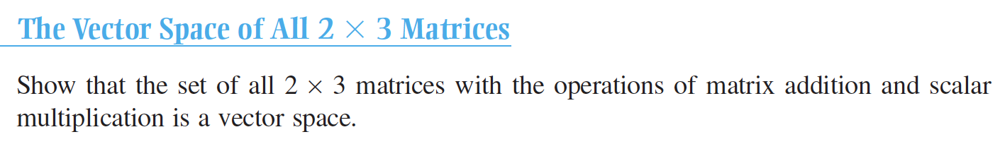 The Vector Space of All 2 × 3 Matrices
Show that the set of all 2 × 3 matrices with the operations of matrix addition and scalar
multiplication is a vector space.